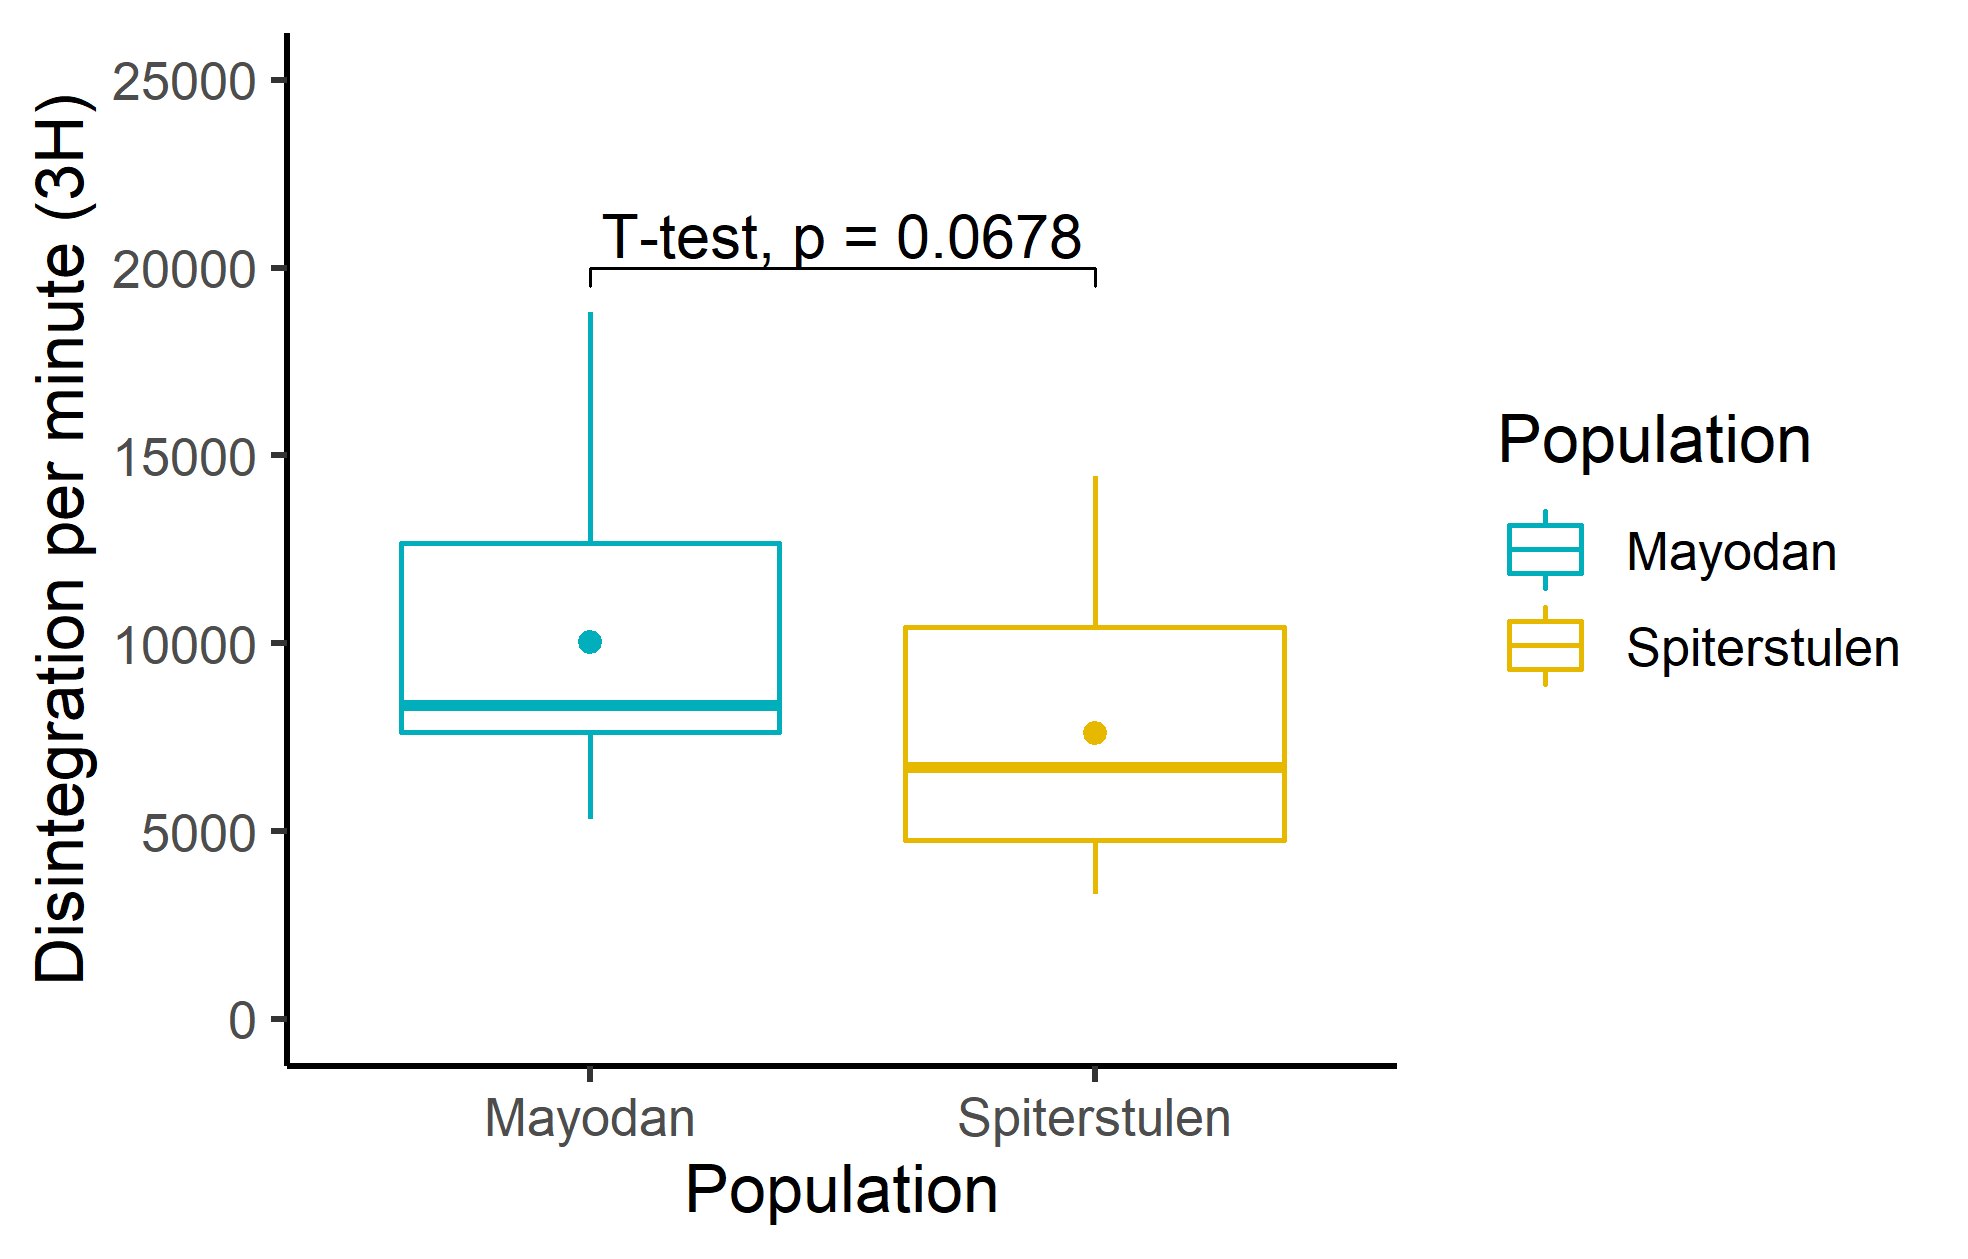 Disintegration per minute (3H)
25000
20000
15000
10000
5000
0
T-test, p = 0.0678
Mayodan
Spiterstulen
Population
Population
Mayodan
Spiterstulen